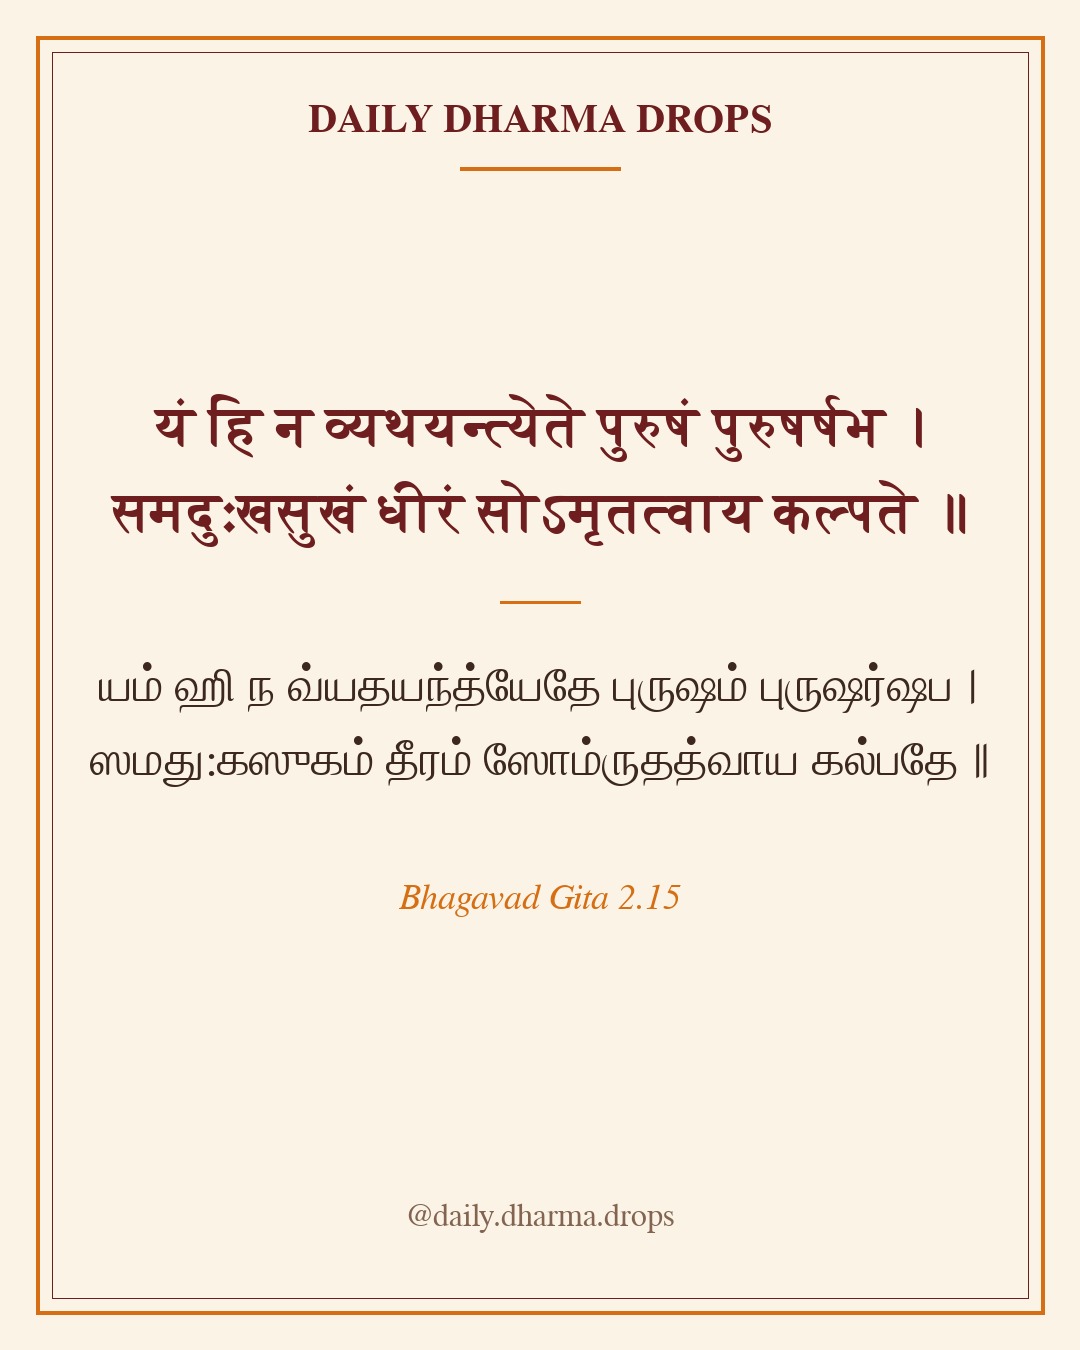 DAILY DHARMA DROPS
यं हि न व्यथयन्त्येते पुरुषं पुरुषर्षभ ।
समदुःखसुखं धीरं सोऽमृतत्वाय कल्पते ॥
யம் ஹி ந வ்யதயந்த்யேதே புருஷம் புருஷர்ஷப ।
ஸமது:கஸுகம் தீரம் ஸோம்ருதத்வாய கல்பதே ॥
Bhagavad Gita 2.15
@daily.dharma.drops